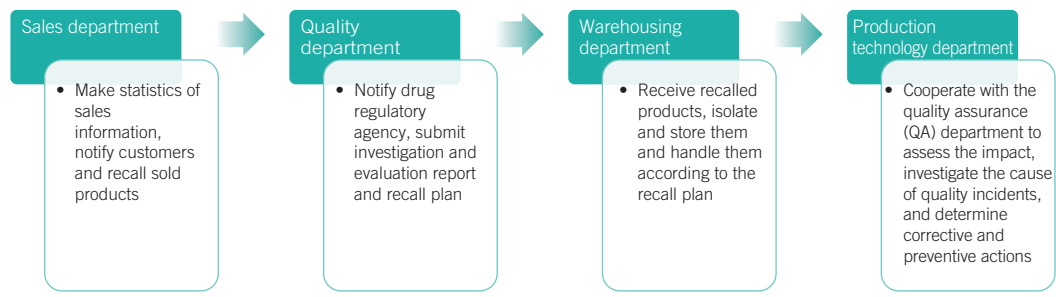 Sales department
• Make statistics of
sales
information,
notify customers
and recall sold
products
Quality
department
• Notify drug
regulatory
agency, submit
investigation and
evaluation report
and recall plan
Warehousing
department
• Receive recalled
products, isolate
and store them
and handle them
according to the
recall plan
Production
technology department
• Cooperate with the
quality assurance
(QA) department to
assess the impact,
investigate the cause
of quality incidents,
and determine
corrective and
preventive actions